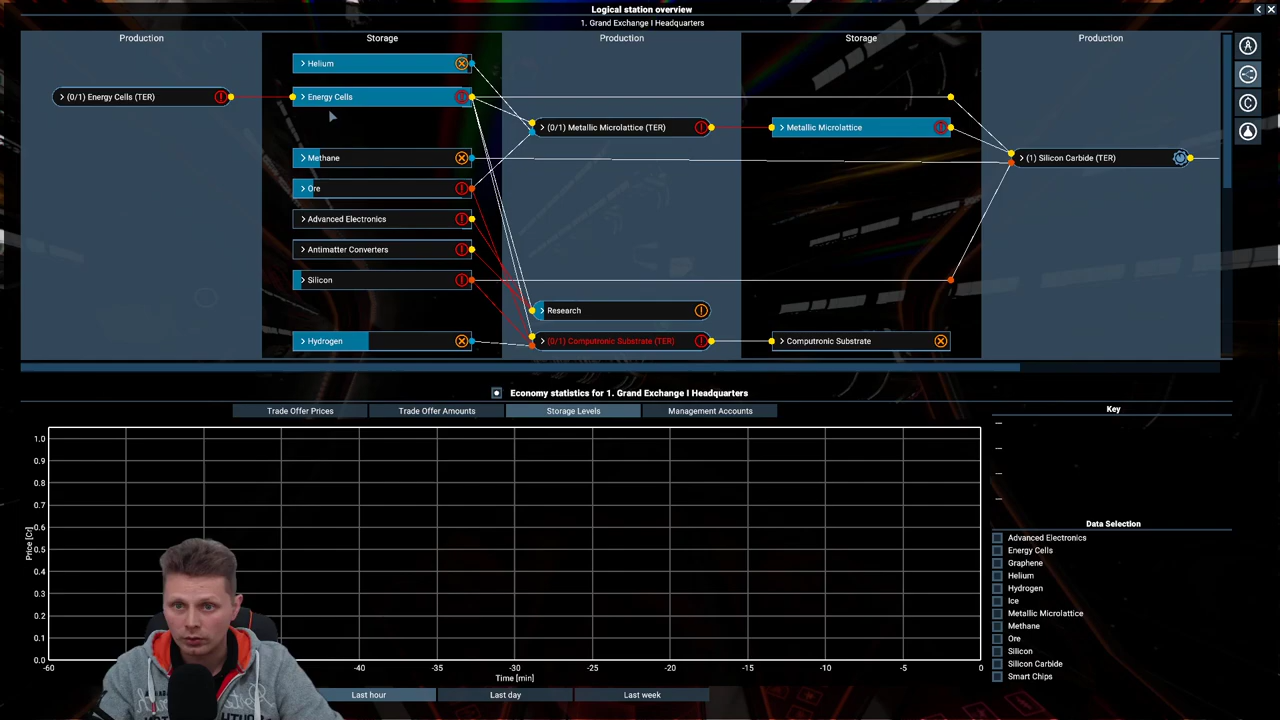 Logical station overview
1. Grand Exchange I Headquarters
Production
Storage
Production
Storage
Production
Helium
(0/1) Energy Cells (TER)
Energy Cells
(0/1) Metallic Microlattice (TER)
Metallic Microlattice
Methane
(1) Silicon Carbide (TER)
Ore
Advanced Electronics
Antimatter Converters
Silicon
Research
Hydrogen
(0/1) Computronic Substrate (TER)
Computronic Substrate
Economy statistics for 1. Grand Exchange I Headquarters
Trade Offer Prices
Trade Offer Amounts
Storage Levels
Management Accounts
Key
1.0
0.9
0.8
0.7
0.6
0.5
0.4
0.3
0.2
0.1
0.0
Price [Cr]
-60
-45
-40
-35
-30
-25
-20
-15
-10
-5
0
Time [min]
Data Selection
Advanced Electronics
Energy Cells
Graphene
Helium
Hydrogen
Ice
Metallic Microlattice
Methane
Ore
Silicon
Silicon Carbide
Smart Chips
Last hour
Last day
Last week